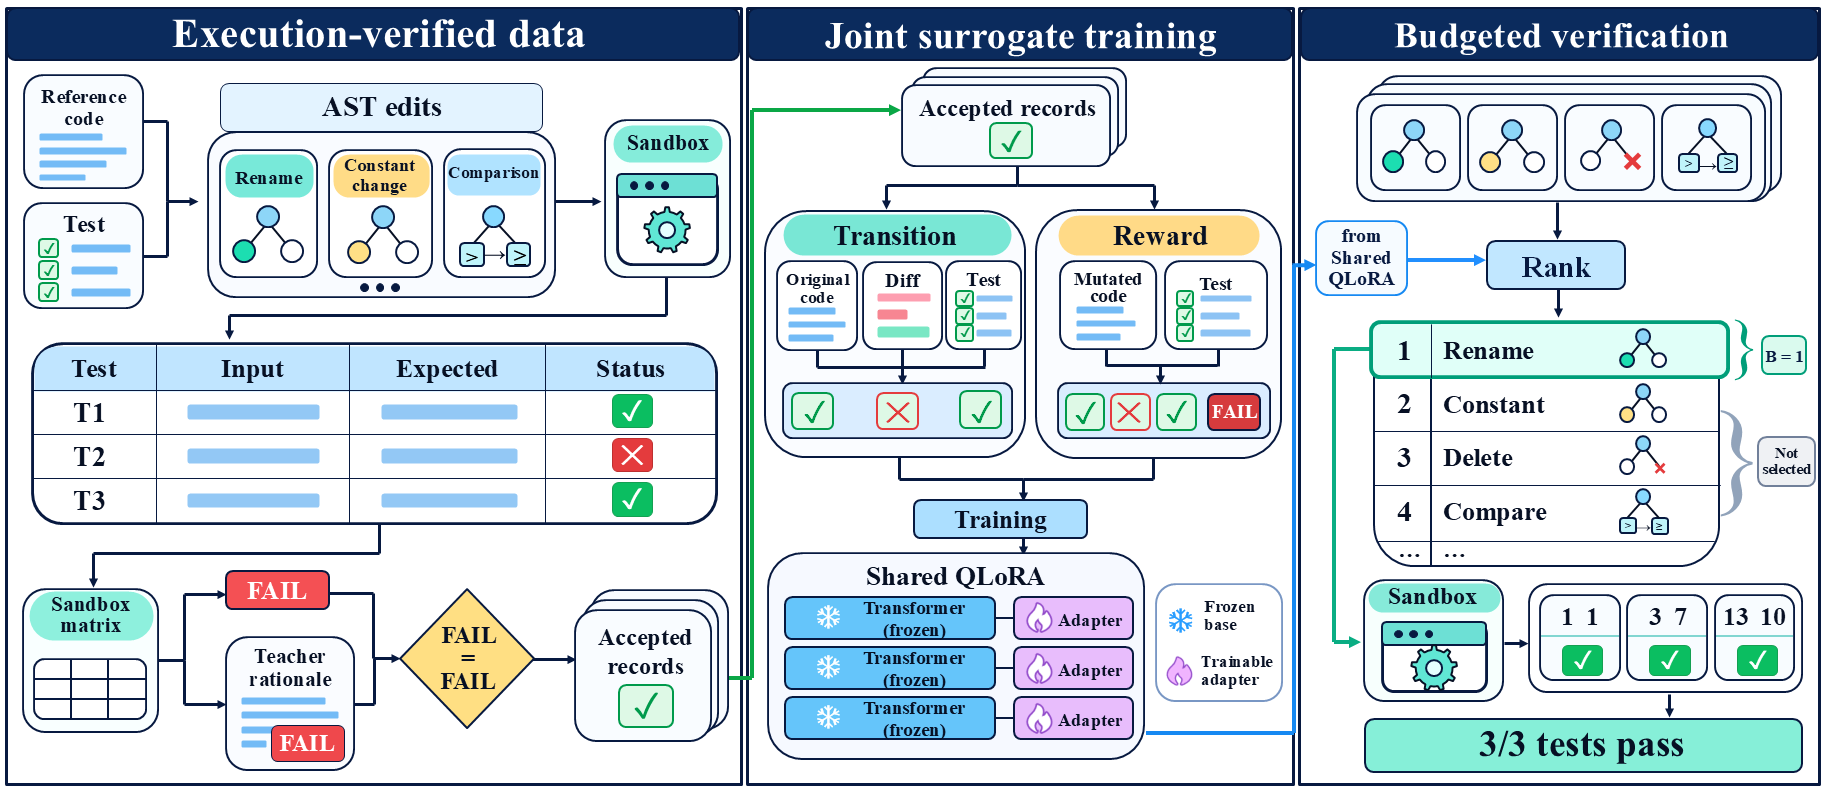 Execution-verified data
Reference
code
Test
AST edits
Rename
Constant
change
Comparison
>
→
≥
Sandbox
Test Input Expected Status
T1
T2
T3
Sandbox
matrix
FAIL
Teacher
rationale
FAIL
FAIL
=
FAIL
Accepted
records
Joint surrogate training
Accepted records
Transition
Original
code
Diff
Test
Reward
Mutated
code
Test
FAIL
Training
Shared QLoRA
Transformer
(frozen)
Adapter
Transformer
(frozen)
Adapter
Transformer
(frozen)
Adapter
Frozen
base
Trainable
adapter
Budgeted verification
> → ≥
from
Shared
QLoRA
Rank
1 Rename
B = 1
2 Constant
3 Delete
4 Compare
> → ≥
... ...
Not
selected
Sandbox
1 1
3 7
13 10
3/3 tests pass